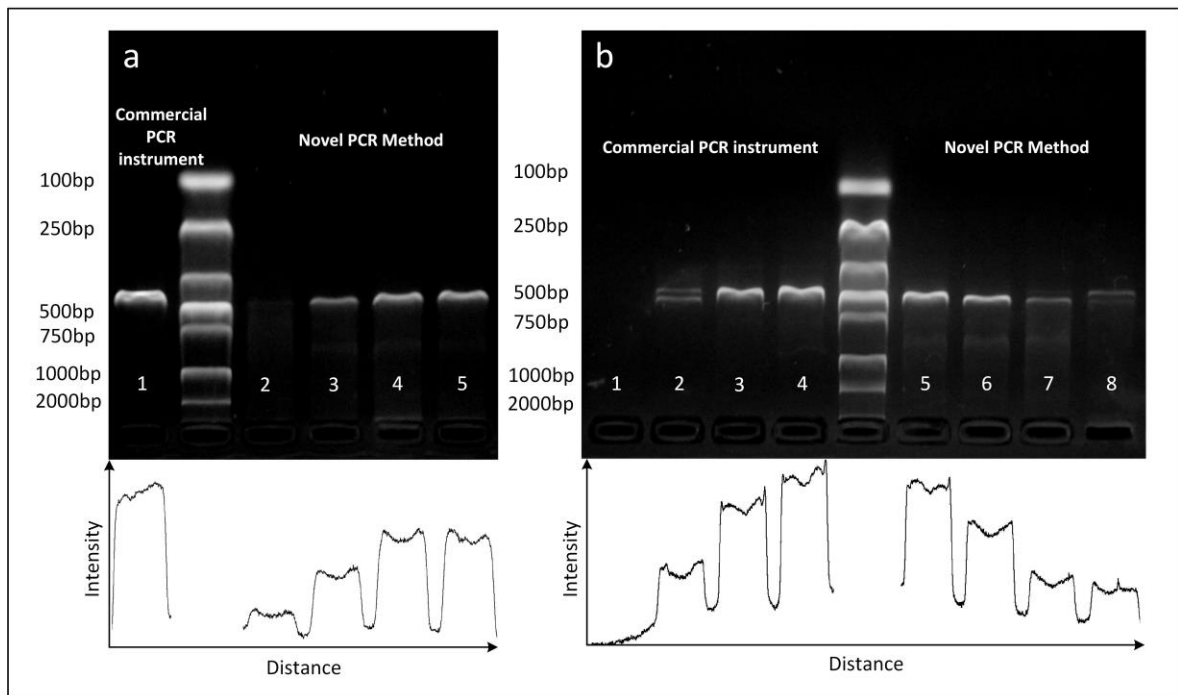 a
Commercial
PCR
instrument
Novel PCR Method
100bp
250bp
500bp
750bp
1000bp
2000bp
1
2
3
4
5
Intensity
Distance
b
Commercial PCR instrument
Novel PCR Method
100bp
250bp
500bp
750bp
1000bp
2000bp
1
2
3
4
5
6
7
8
Intensity
Distance